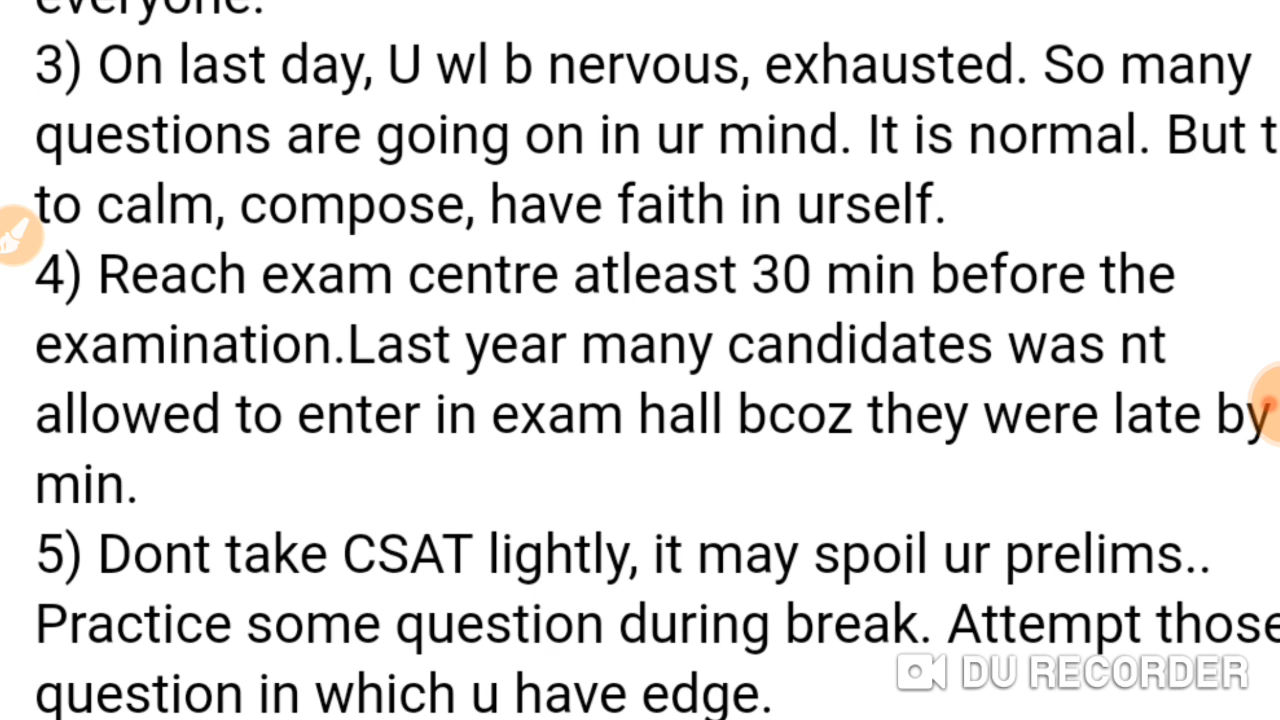 everyone.
3) On last day, U wl b nervous, exhausted. So many
questions are going on in ur mind. It is normal. But
to calm, compose, have faith in urself.
4) Reach exam centre atleast 30 min before the
examination.Last year many candidates was nt
allowed to enter in exam hall bcoz they were late by
min.
5) Dont take CSAT lightly, it may spoil ur prelims..
Practice some question during break. Attempt those
question in which u have edge.
DU RECORDER